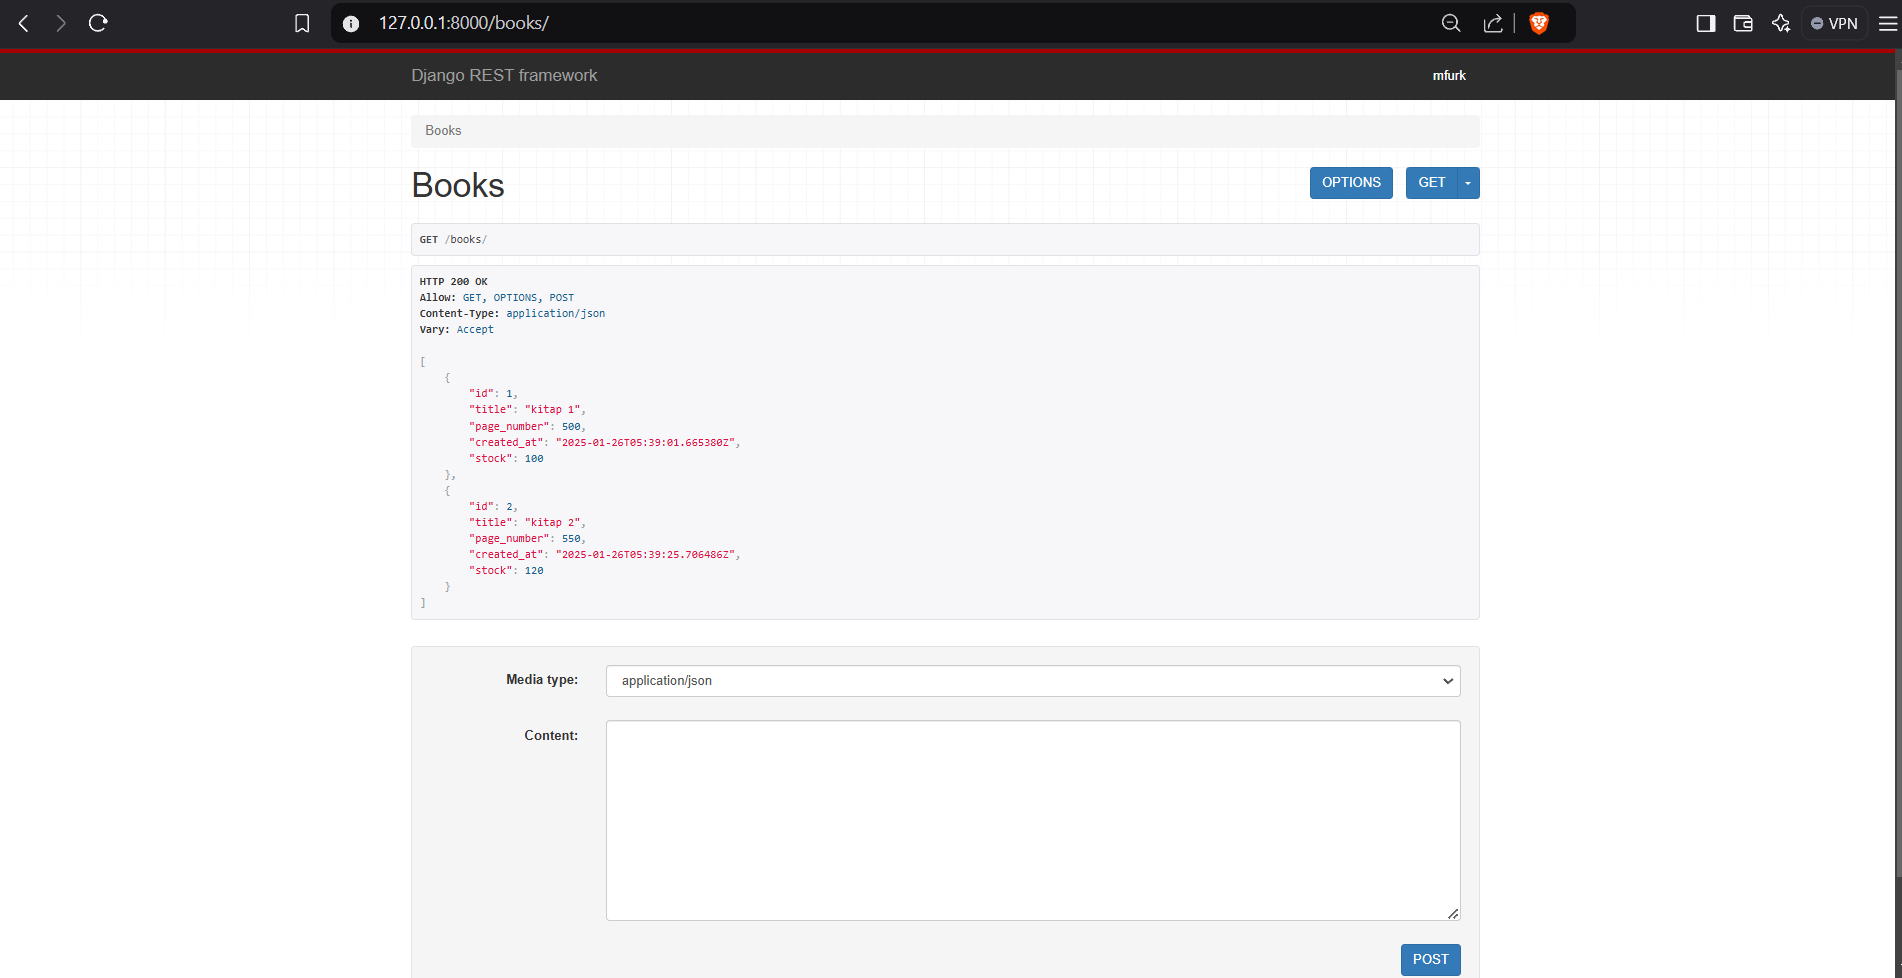 127.0.0.1:8000/books/
VPN
Django REST framework
mfurk
Books
Books
OPTIONS
GET
GET /books/
HTTP 200 OK
Allow: GET, OPTIONS, POST
Content-Type: application/json
Vary: Accept
[
    {
        "id": 1,
        "title": "kitap 1",
        "page_number": 500,
        "created_at": "2025-01-26T05:39:01.665380Z",
        "stock": 100
    },
    {
        "id": 2,
        "title": "kitap 2",
        "page_number": 550,
        "created_at": "2025-01-26T05:39:25.706486Z",
        "stock": 120
    }
]
Media type:
application/json
Content:
POST